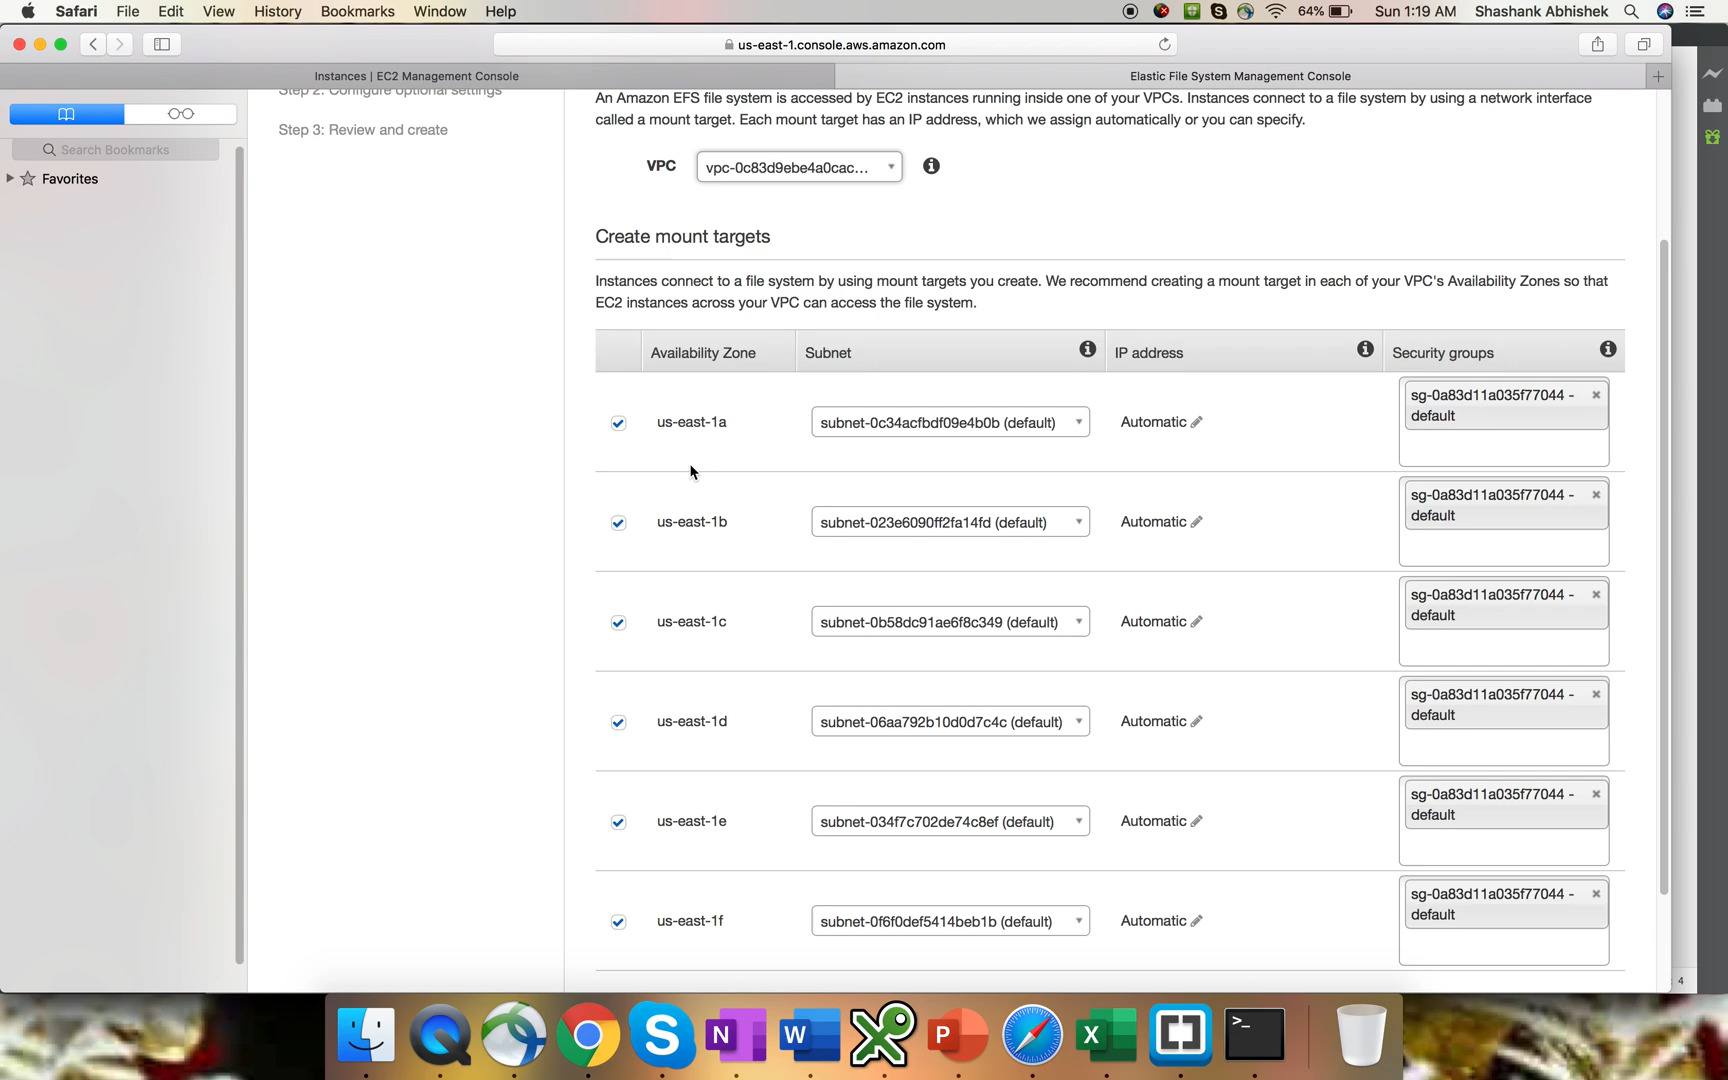 Safari File Edit View History Bookmarks Window Help 64% Sun 1:19 AM Shashank Abhishek
us-east-1.console.aws.amazon.com
Instances | EC2 Management Console Elastic File System Management Console
Search Bookmarks
Favorites
Step 2: Configure optional settings
Step 3: Review and create
An Amazon EFS file system is accessed by EC2 instances running inside one of your VPCs. Instances connect to a file system by using a network interface
called a mount target. Each mount target has an IP address, which we assign automatically or you can specify.
VPC vpc-0c83d9ebe4a0cac...
Create mount targets
Instances connect to a file system by using mount targets you create. We recommend creating a mount target in each of your VPC's Availability Zones so that
EC2 instances across your VPC can access the file system.
Availability Zone Subnet IP address Security groups
us-east-1a subnet-0c34acfbdf09e4b0b (default) Automatic sg-0a83d11a035f77044 -
default
us-east-1b subnet-023e6090ff2fa14fd (default) Automatic sg-0a83d11a035f77044 -
default
us-east-1c subnet-0b58dc91ae6f8c349 (default) Automatic sg-0a83d11a035f77044 -
default
us-east-1d subnet-06aa792b10d0d7c4c (default) Automatic sg-0a83d11a035f77044 -
default
us-east-1e subnet-034f7c702de74c8ef (default) Automatic sg-0a83d11a035f77044 -
default
us-east-1f subnet-0f6f0def5414beb1b (default) Automatic sg-0a83d11a035f77044 -
default
4